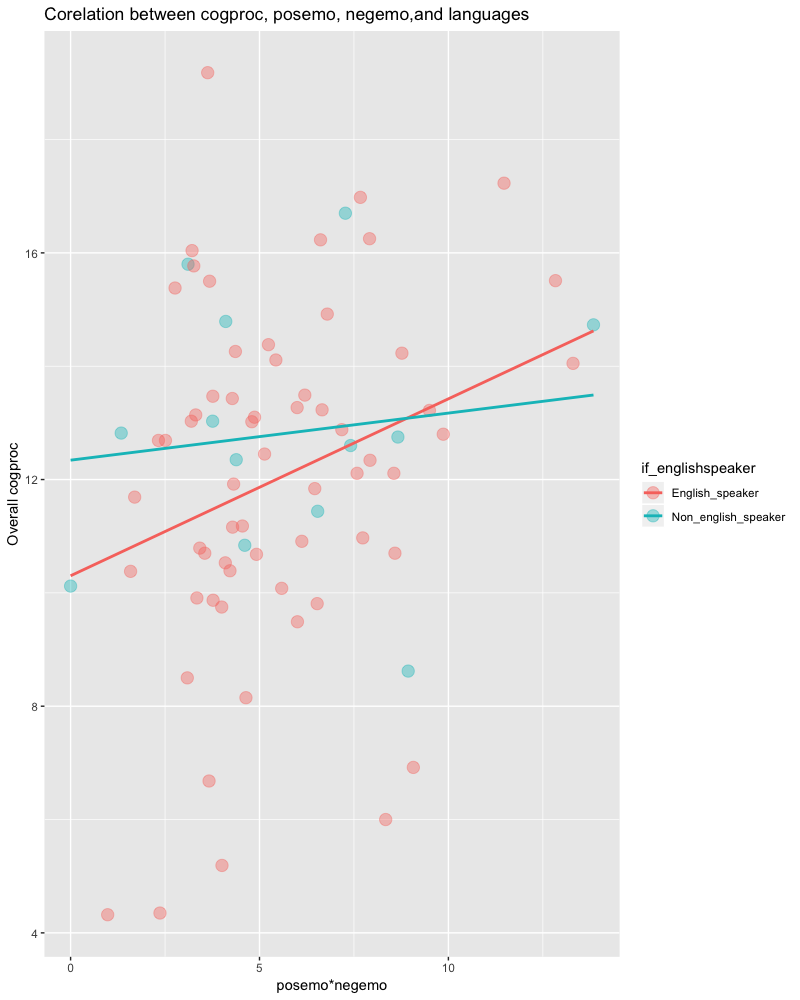 Corelation between cogproc, posemo, negemo,and languages
Overall cogproc
16
12
8
4
0
5
10
posemo*negemo
if_englishspeaker
English_speaker
Non_english_speaker